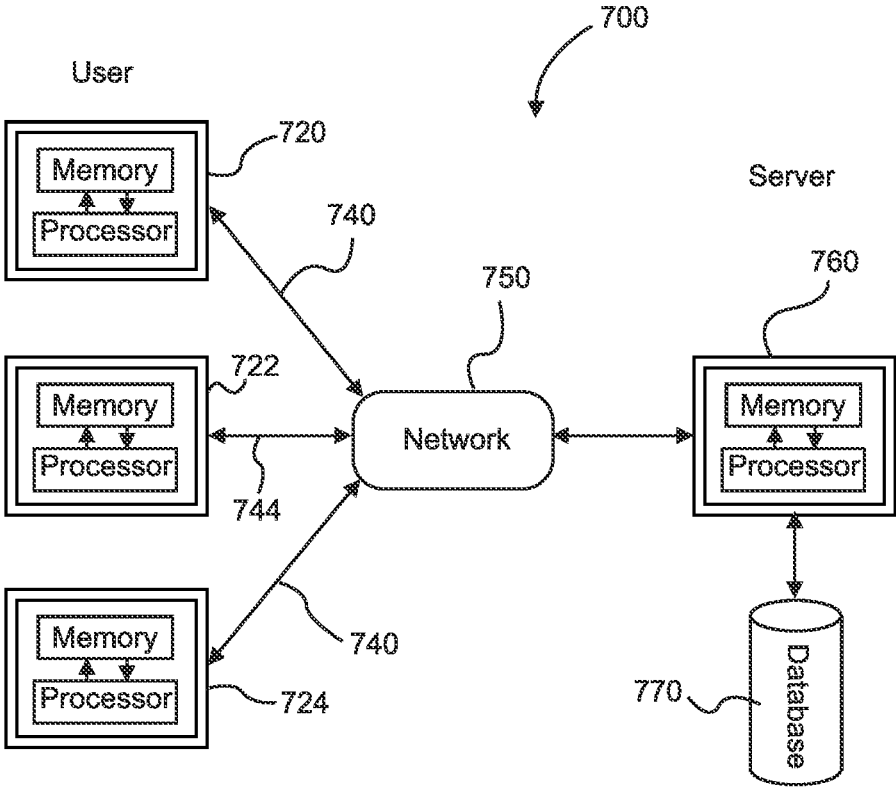 700
User
720
Memory
Processor
740
Server
750
760
722
Memory
Processor
744
Network
Memory
Processor
740
Memory
Processor
724
770
Database